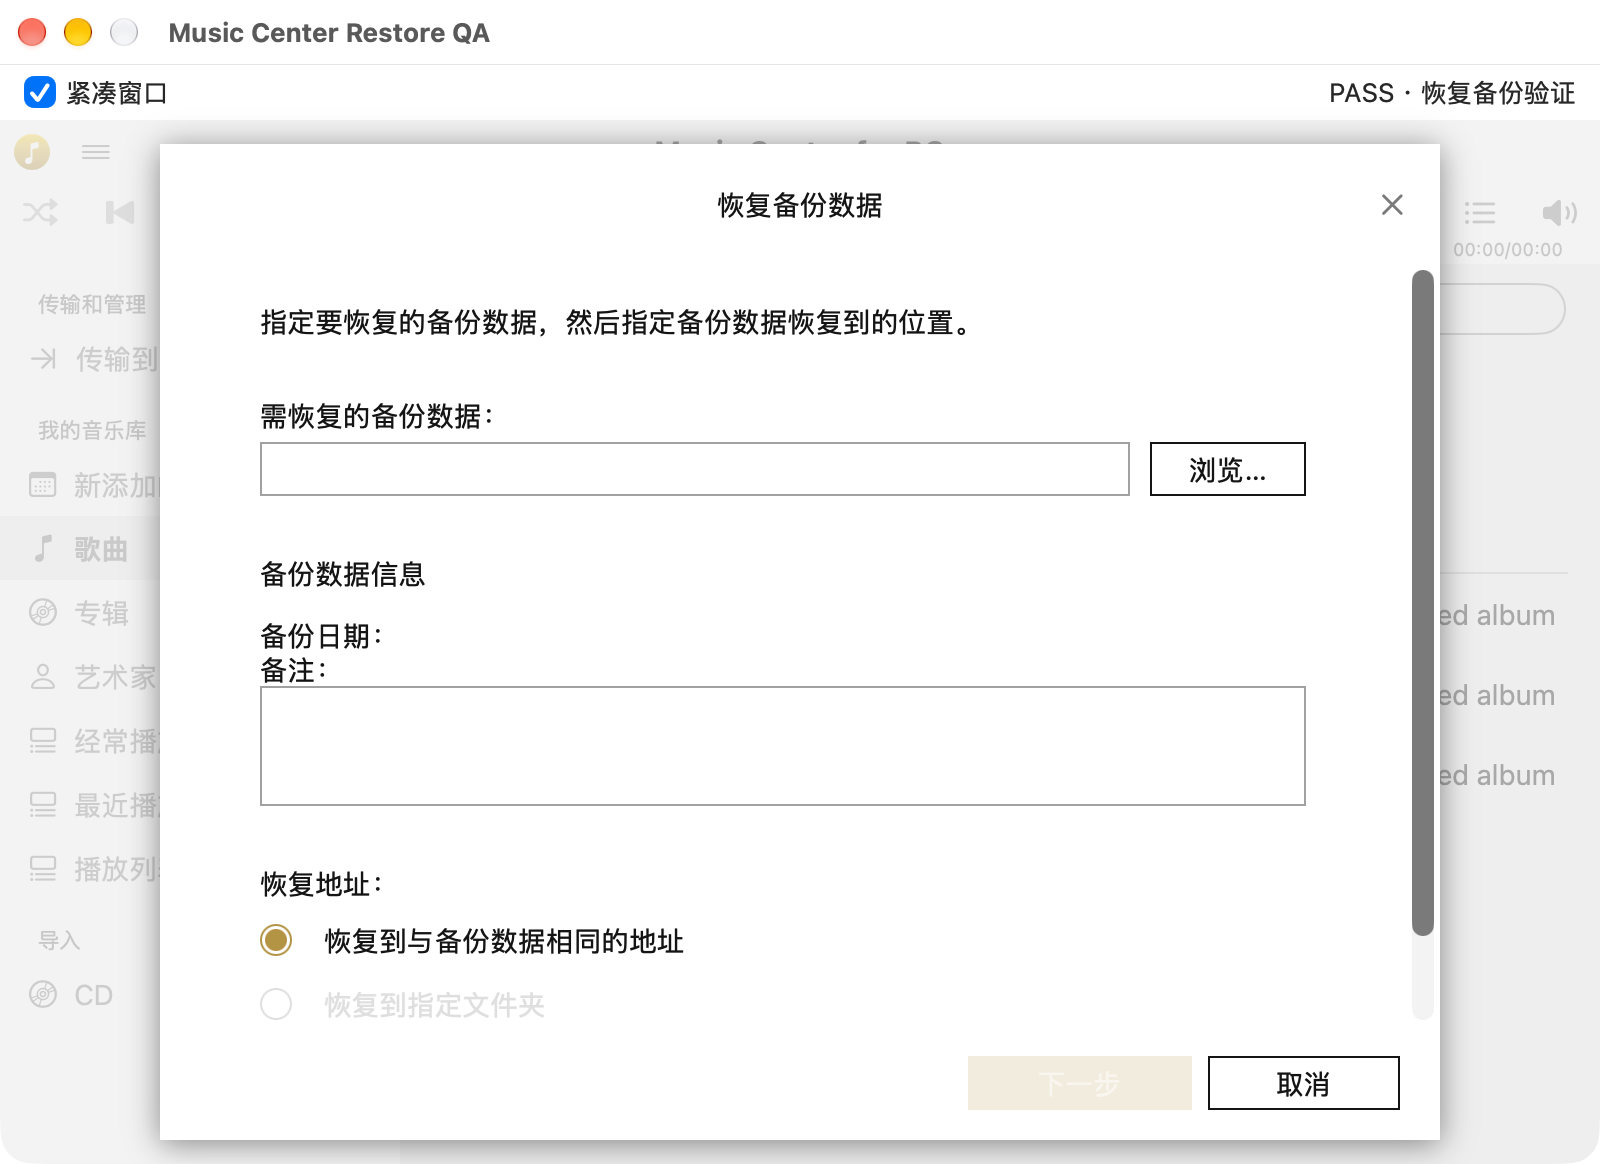 Music Center Restore QA
紧凑窗口
PASS · 恢复备份验证
00:00/00:00
传输和管理
传输到
我的音乐库
新添加
歌曲
专辑
艺术家
经常播
最近播
播放列
导入
CD
ed album
ed album
ed album
恢复备份数据
指定要恢复的备份数据，然后指定备份数据恢复到的位置。
需恢复的备份数据：
浏览...
备份数据信息
备份日期：
备注：
恢复地址：
恢复到与备份数据相同的地址
恢复到指定文件夹
下一步
取消